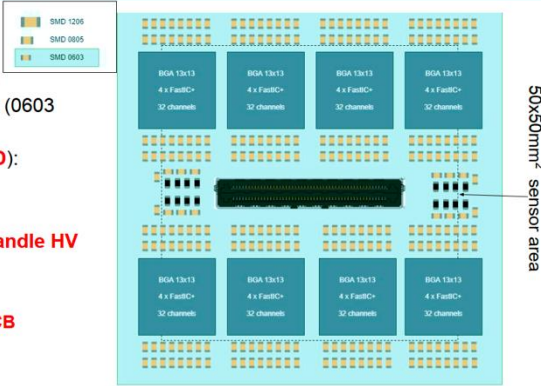 SMD 1206
SMD 0805
SMD 0603
(0603
):
andle HV
CB
BGA 13x13
4 x FastIC+
32 channels
BGA 13x13
4 x FastIC+
32 channels
BGA 13x13
4 x FastIC+
32 channels
BGA 13x13
4 x FastIC+
32 channels
50x50mm² sensor area
BGA 13x13
4 x FastIC+
32 channels
BGA 13x13
4 x FastIC+
32 channels
BGA 13x13
4 x FastIC+
32 channels
BGA 13x13
4 x FastIC+
32 channels